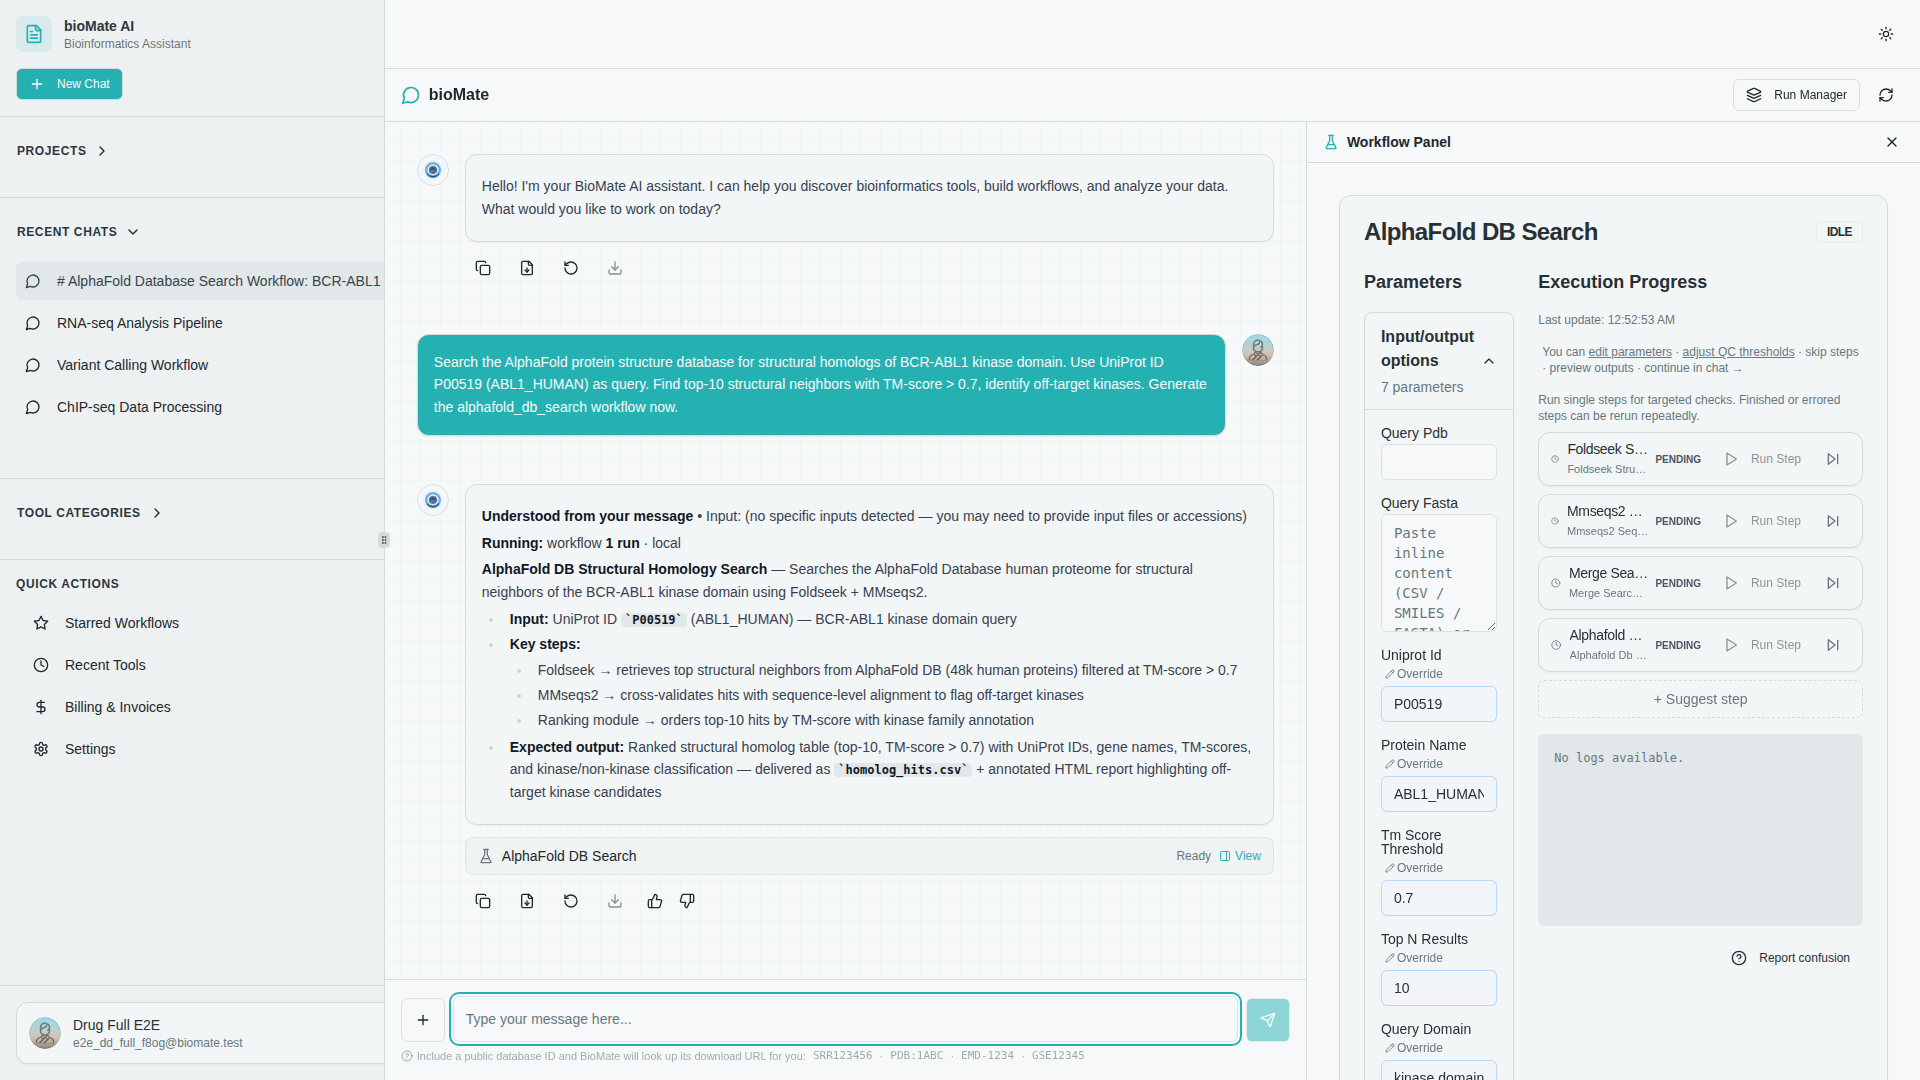 bioMate AI
Bioinformatics Assistant
New Chat
PROJECTS
RECENT CHATS
# AlphaFold Database Search Workflow: BCR-ABL1
RNA-seq Analysis Pipeline
Variant Calling Workflow
ChIP-seq Data Processing
TOOL CATEGORIES
QUICK ACTIONS
Starred Workflows
Recent Tools
Billing & Invoices
Settings
Drug Full E2E
e2e_dd_full_f8og@biomate.test
bioMate
Run Manager
Hello! I'm your BioMate AI assistant. I can help you discover bioinformatics tools, build workflows, and analyze your data.
What would you like to work on today?
Search the AlphaFold protein structure database for structural homologs of BCR-ABL1 kinase domain. Use UniProt ID
P00519 (ABL1_HUMAN) as query. Find top-10 structural neighbors with TM-score > 0.7, identify off-target kinases. Generate
the alphafold_db_search workflow now.
Understood from your message • Input: (no specific inputs detected — you may need to provide input files or accessions)
Running: workflow 1 run · local
AlphaFold DB Structural Homology Search — Searches the AlphaFold Database human proteome for structural
neighbors of the BCR-ABL1 kinase domain using Foldseek + MMseqs2.
Input: UniProt ID `P00519` (ABL1_HUMAN) — BCR-ABL1 kinase domain query
Key steps:
Foldseek → retrieves top structural neighbors from AlphaFold DB (48k human proteins) filtered at TM-score > 0.7
MMseqs2 → cross-validates hits with sequence-level alignment to flag off-target kinases
Ranking module → orders top-10 hits by TM-score with kinase family annotation
Expected output: Ranked structural homolog table (top-10, TM-score > 0.7) with UniProt IDs, gene names, TM-scores,
and kinase/non-kinase classification — delivered as `homolog_hits.csv` + annotated HTML report highlighting off-
target kinase candidates
AlphaFold DB Search
Ready
View
Type your message here...
Include a public database ID and BioMate will look up its download URL for you: SRR123456 · PDB:1ABC · EMD-1234 · GSE12345
Workflow Panel
AlphaFold DB Search
IDLE
Parameters
Input/output
options
7 parameters
Query Pdb
Query Fasta
Paste
inline
content
(CSV /
SMILES /
FASTA) or
Uniprot Id
Override
P00519
Protein Name
Override
ABL1_HUMAN
Tm Score
Threshold
Override
0.7
Top N Results
Override
10
Query Domain
Override
kinase domain
Execution Progress
Last update: 12:52:53 AM
You can edit parameters · adjust QC thresholds · skip steps
· preview outputs · continue in chat →
Run single steps for targeted checks. Finished or errored
steps can be rerun repeatedly.
Foldseek S…
Foldseek Stru…
PENDING
Run Step
Mmseqs2 …
Mmseqs2 Seq…
PENDING
Run Step
Merge Sea…
Merge Searc…
PENDING
Run Step
Alphafold …
Alphafold Db …
PENDING
Run Step
+ Suggest step
No logs available.
Report confusion